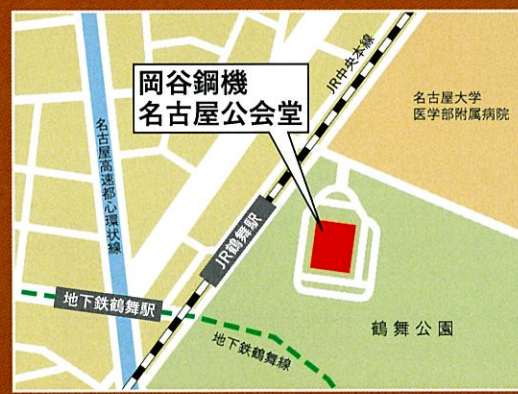 岡谷鋼機
名古屋公会堂
JR中央本線
名古屋大学
医学部附属病院
名古屋高速都心環状線
JR鶴舞駅
地下鉄鶴舞駅
地下鉄鶴舞線
鶴舞公園